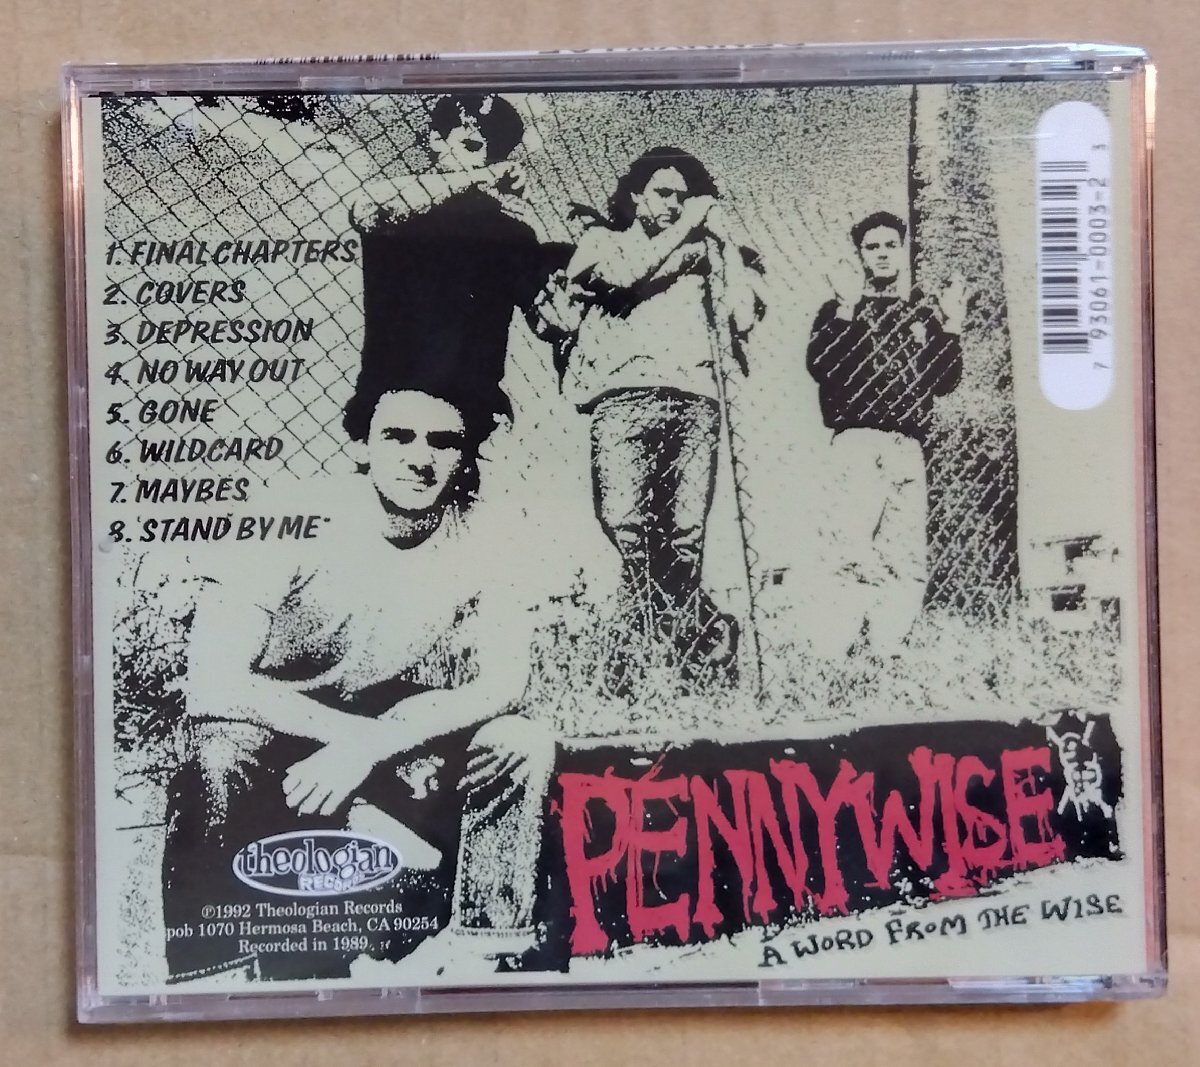 1. FINAL CHAPTERS
2. COVERS
3. DEPRESSION
4. NO WAY OUT
5. GONE
6. WILDCARD
7. MAYBES
8. STAND BY ME
7 93061-0003-2 3
PENNYWISE
A WORD FROM THE WISE
theologian
RECORDS
℗1992 Theologian Records
pob 1070 Hermosa Beach, CA 90254
Recorded in 1989